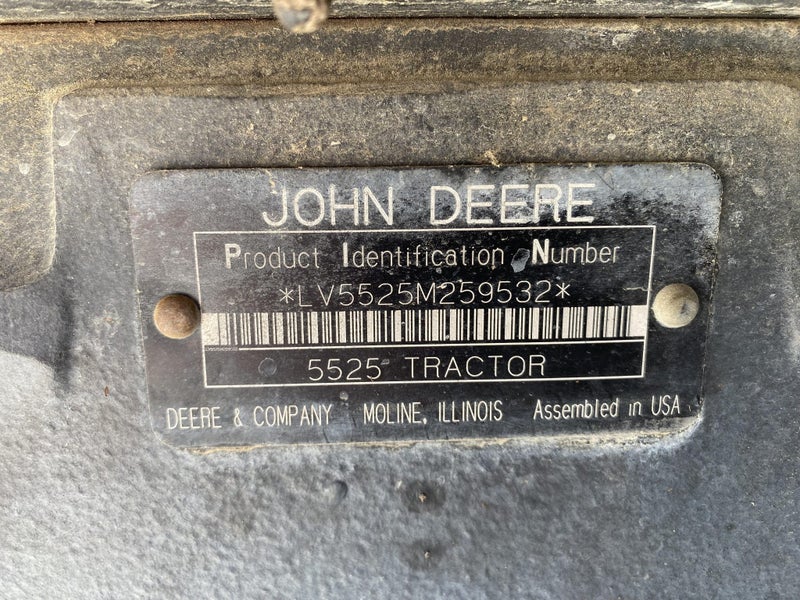 JOHN DEERE
Product Identification Number
*LV5525M259532*
5525 TRACTOR
DEERE & COMPANY MOLINE, ILLINOIS Assembled in USA